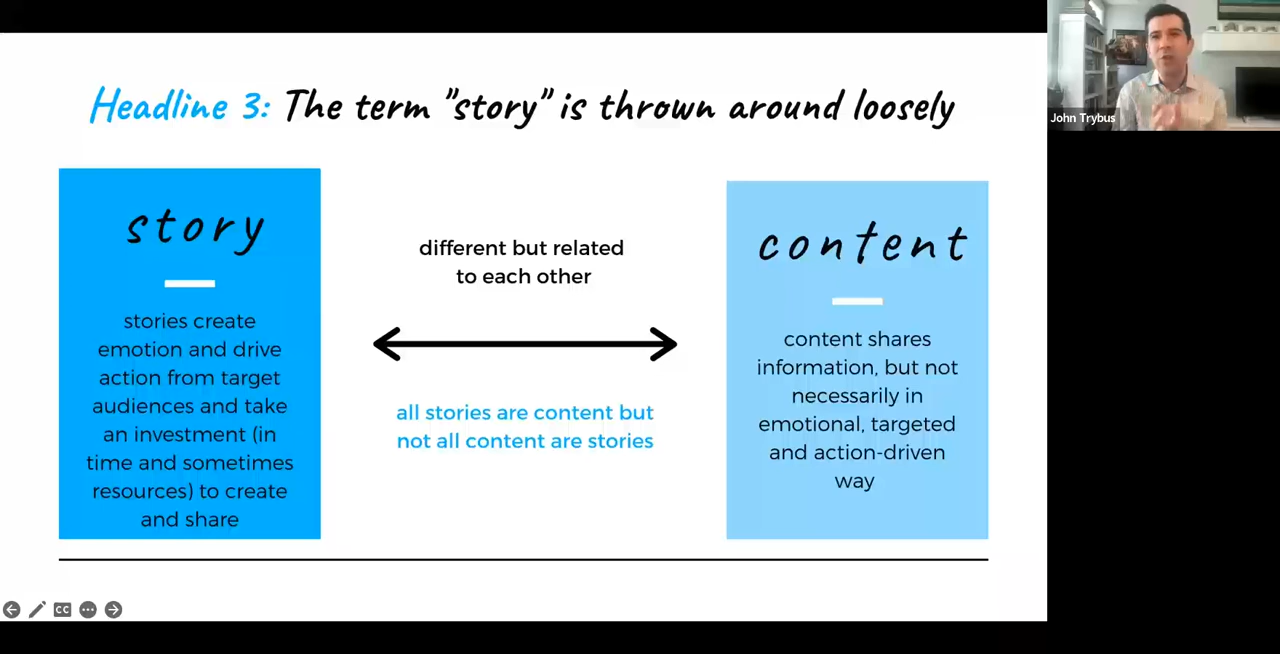 Headline 3: The term "story" is thrown around loosely
story
stories create
emotion and drive
action from target
audiences and take
an investment (in
time and sometimes
resources) to create
and share
different but related
to each other
all stories are content but
not all content are stories
content
content shares
information, but not
necessarily in
emotional, targeted
and action-driven
way
John Trybus
CC